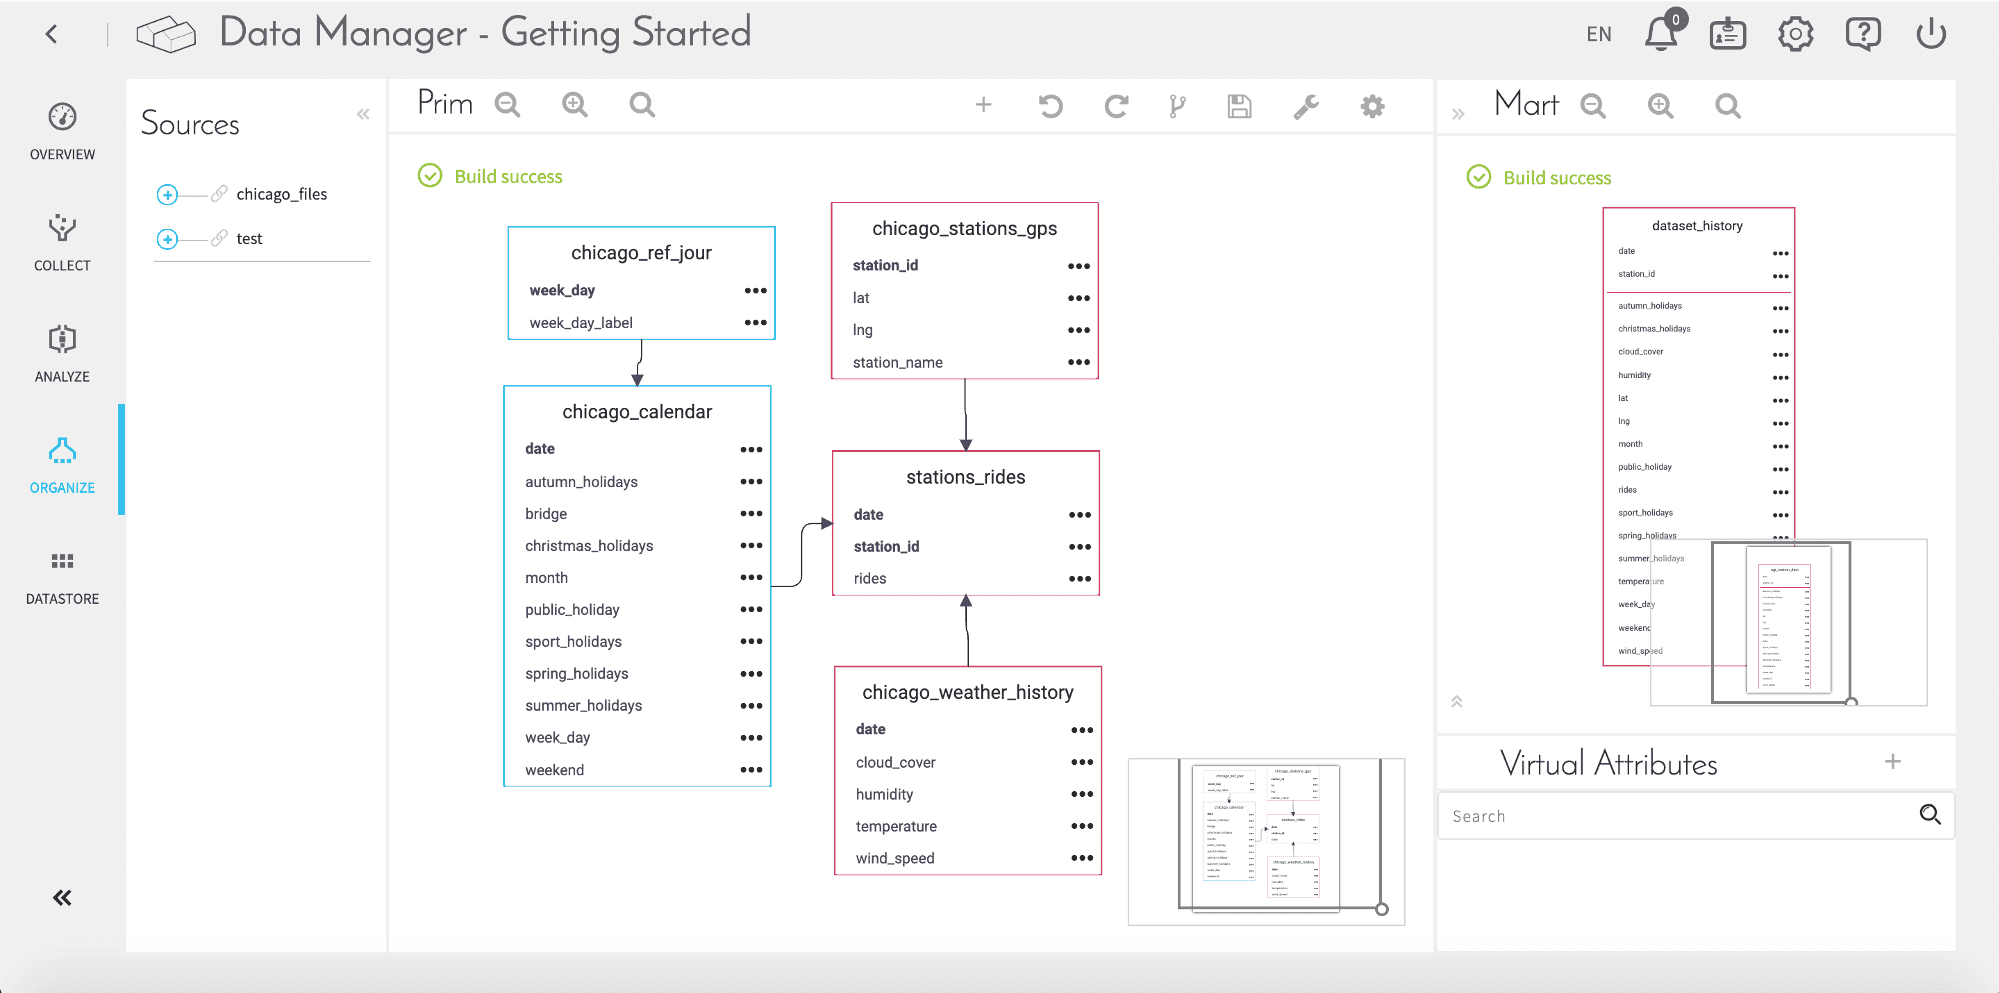 Data Manager - Getting Started
EN
0
OVERVIEW
COLLECT
ANALYZE
ORGANIZE
DATASTORE
Sources
chicago_files
test
Prim
Build success
chicago_ref_jour
week_day
week_day_label
chicago_calendar
date
autumn_holidays
bridge
christmas_holidays
month
public_holiday
sport_holidays
spring_holidays
summer_holidays
week_day
weekend
chicago_stations_gps
station_id
lat
lng
station_name
stations_rides
date
station_id
rides
chicago_weather_history
date
cloud_cover
humidity
temperature
wind_speed
Mart
Build success
dataset_history
date
station_id
autumn_holidays
christmas_holidays
cloud_cover
humidity
lat
lng
month
public_holiday
rides
sport_holidays
spring_holidays
summer_holidays
temperature
week_day
weekend
wind_speed
Virtual Attributes
Search